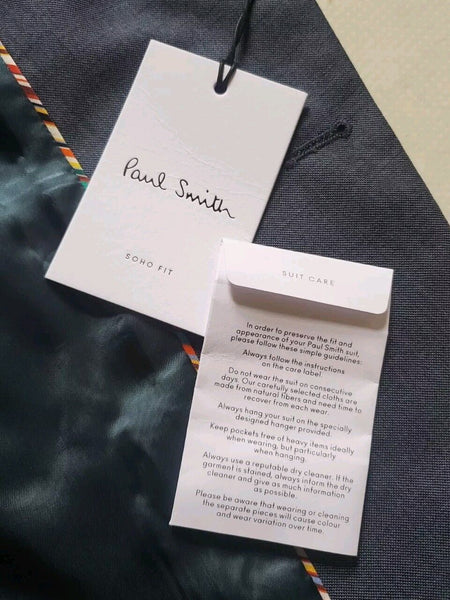 Paul Smith
SOHO FIT
SUIT CARE
In order to preserve the fit and
appearance of your Paul Smith suit,
please follow these simple guidelines:
Always follow the instructions
on the care label
Do not wear the suit on consecutive
days. Our carefully selected cloths are
made from natural fibers and need time to
recover from each wear.
Always hang your suit on the specially
designed hanger provided.
Keep pockets free of heavy items ideally
when wearing, but particularly
when hanging.
Always use a reputable dry cleaner. If the
garment is stained, always inform the dry
cleaner and give as much information
as possible.
Please be aware that wearing or cleaning
the separate pieces will cause colour
and wear variation over time.